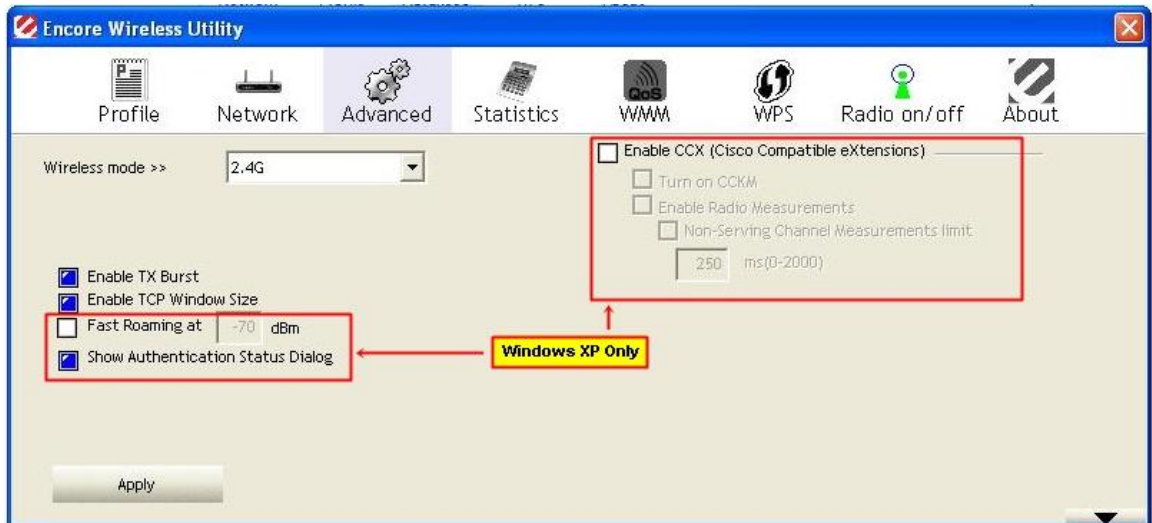 Encore Wireless Utility
Profile
Network
Advanced
Statistics
QoS
WMM
WPS
Radio on/off
About
Wireless mode >>
2.4G
Enable CCX (Cisco Compatible eXtensions)
Turn on CCKM
Enable Radio Measurements
Non-Serving Channel Measurements limit
250 ms(0-2000)
Enable TX Burst
Enable TCP Window Size
Fast Roaming at -70 dBm
Show Authentication Status Dialog
Windows XP Only
Apply